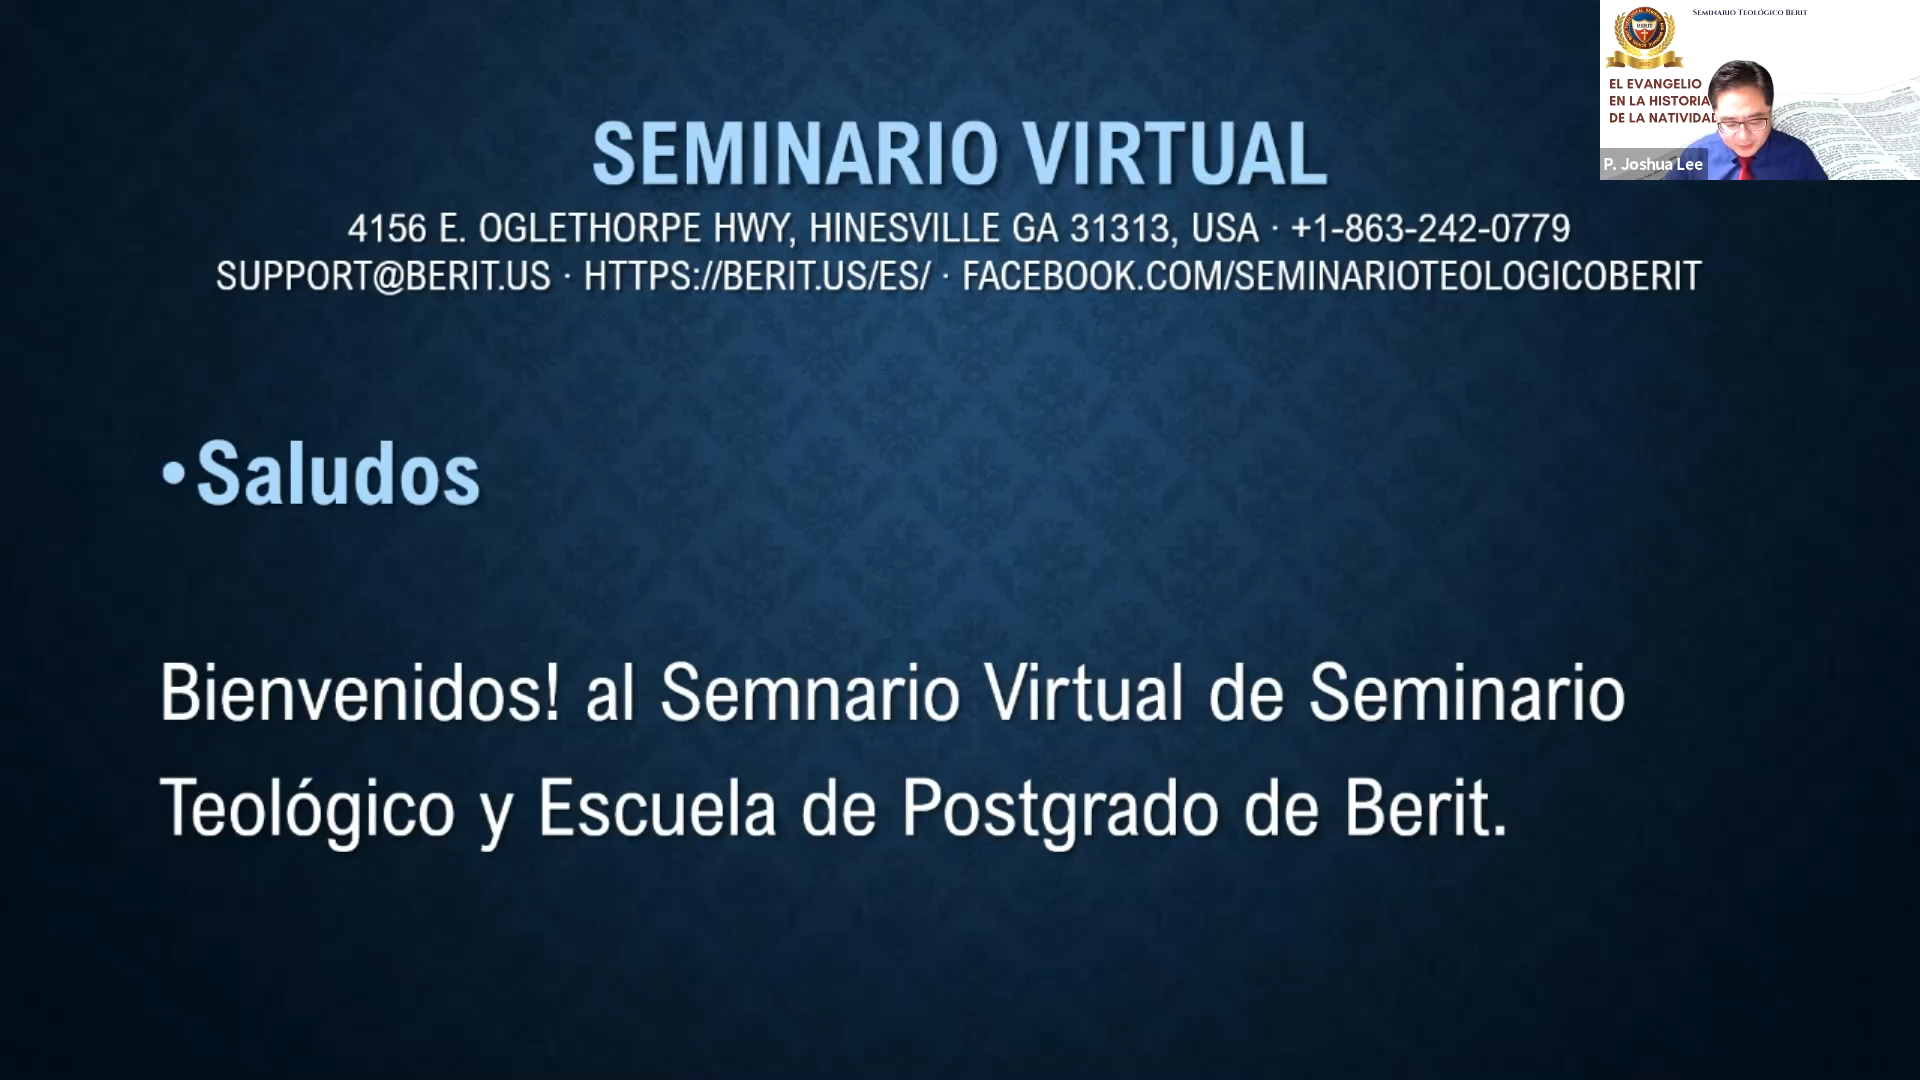 SEMINARIO VIRTUAL
4156 E. OGLETHORPE HWY, HINESVILLE GA 31313, USA · +1-863-242-0779
SUPPORT@BERIT.US · HTTPS://BERIT.US/ES/ · FACEBOOK.COM/SEMINARIOTEOLOGICOBERIT
•Saludos
Bienvenidos! al Semnario Virtual de Seminario
Teológico y Escuela de Postgrado de Berit.
Seminario Teológico Berit
BERIT
EL EVANGELIO
EN LA HISTORIA
DE LA NATIVIDAD
P. Joshua Lee